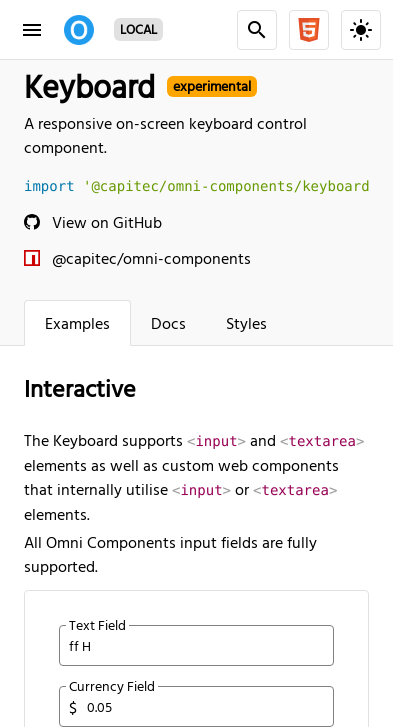 O LOCAL
Keyboard experimental
A responsive on-screen keyboard control
component.
import '@capitec/omni-components/keyboard
View on GitHub
@capitec/omni-components
Examples Docs Styles
Interactive
The Keyboard supports <input> and <textarea>
elements as well as custom web components
that internally utilise <input> or <textarea>
elements.
All Omni Components input fields are fully
supported.
Text Field
ff H
Currency Field
$ 0.05